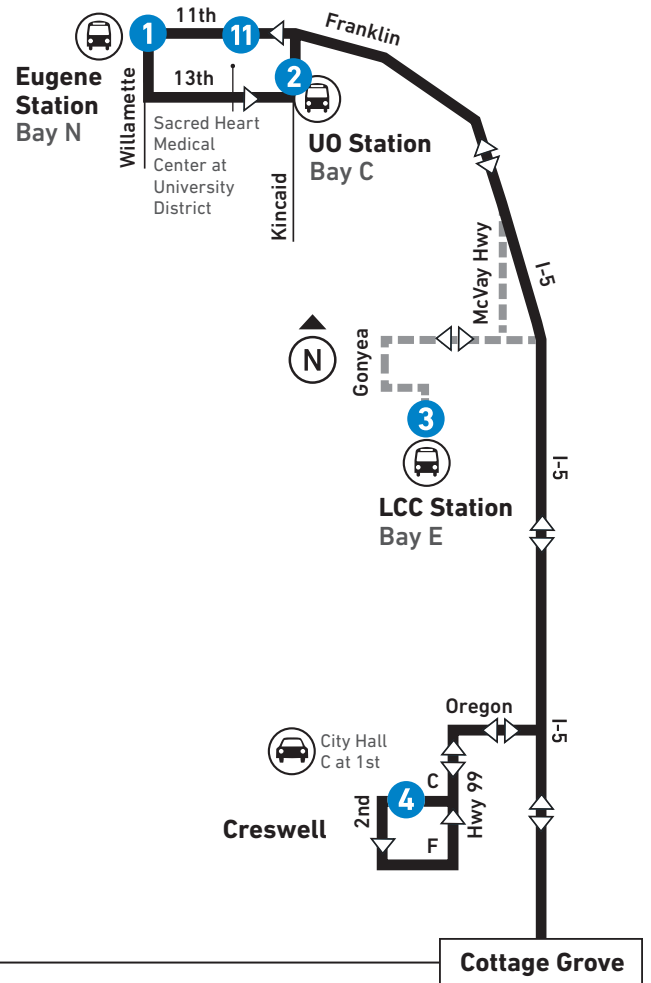 11th
Franklin
1
11
2
13th
Eugene
Station
Bay N
Willamette
Sacred Heart
Medical
Center at
University
District
Kincaid
UO Station
Bay C
McVay Hwy
I-5
N
Gonyea
3
I-5
LCC Station
Bay E
Oregon
I-5
City Hall
C at 1st
C
Hwy 99
4
2nd
Creswell
F
Cottage Grove